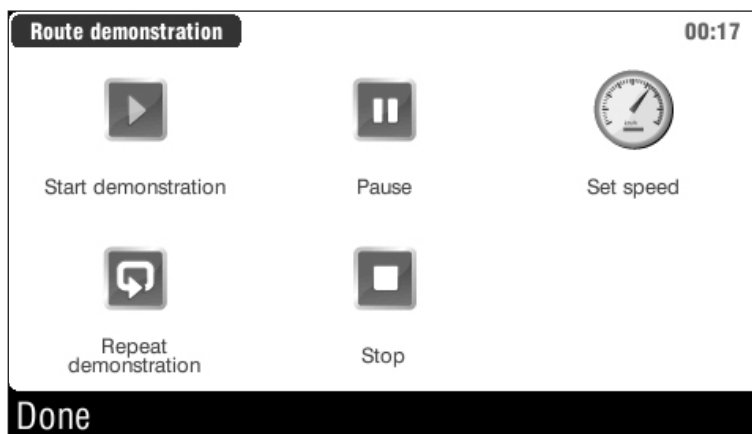 Route demonstration
00:17
Start demonstration
Pause
Set speed
Repeat
demonstration
Stop
Done